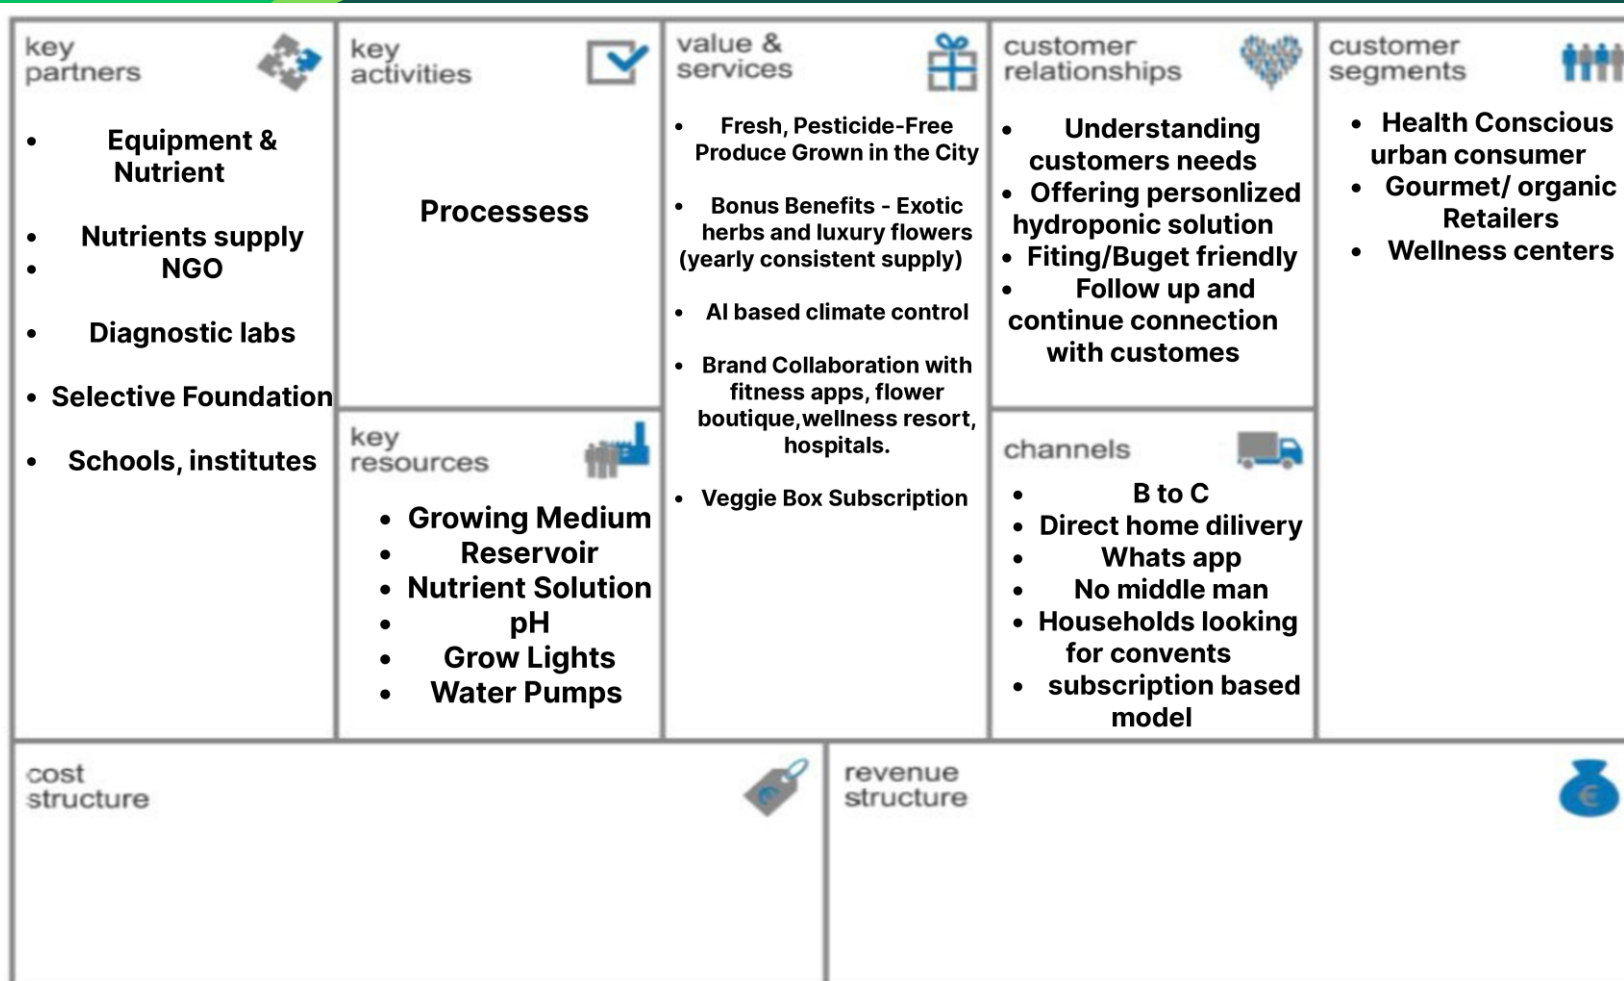 key
partners
Equipment &
Nutrient
Nutrients supply
NGO
Diagnostic labs
Selective Foundation
Schools, institutes
key
activities
Processess
key
resources
Growing Medium
Reservoir
Nutrient Solution
pH
Grow Lights
Water Pumps
value &
services
Fresh, Pesticide-Free
Produce Grown in the City
Bonus Benefits - Exotic
herbs and luxury flowers
(yearly consistent supply)
AI based climate control
Brand Collaboration with
fitness apps, flower
boutique,wellness resort,
hospitals.
Veggie Box Subscription
customer
relationships
Understanding
customers needs
Offering personlized
hydroponic solution
Fiting/Buget friendly
Follow up and
continue connection
with customes
channels
B to C
Direct home dilivery
Whats app
No middle man
Households looking
for convents
subscription based
model
customer
segments
Health Conscious
urban consumer
Gourmet/ organic
Retailers
Wellness centers
cost
structure
€
revenue
structure
€